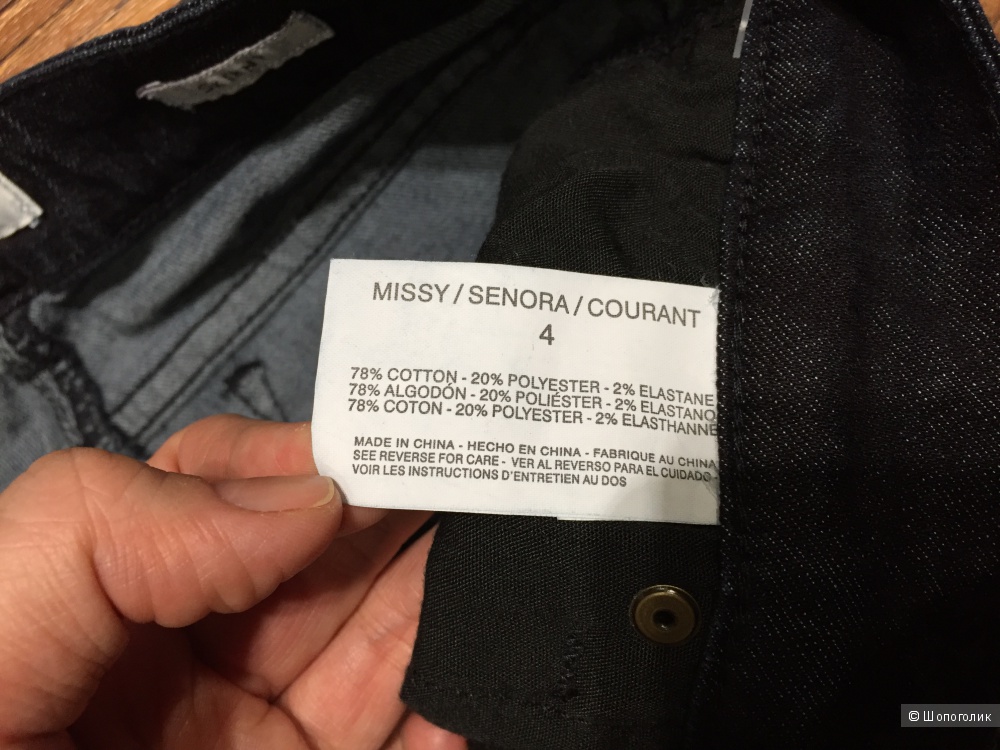 MISSY / SENORA / COURANT
4
78% COTTON - 20% POLYESTER - 2% ELASTANE
78% ALGODÓN - 20% POLIÉSTER - 2% ELASTANO
78% COTON - 20% POLYESTER - 2% ELASTHANNE
MADE IN CHINA - HECHO EN CHINA - FABRIQUE AU CHINA
SEE REVERSE FOR CARE - VER AL REVERSO PARA EL CUIDADO -
VOIR LES INSTRUCTIONS D'ENTRETIEN AU DOS
© Шопоголик